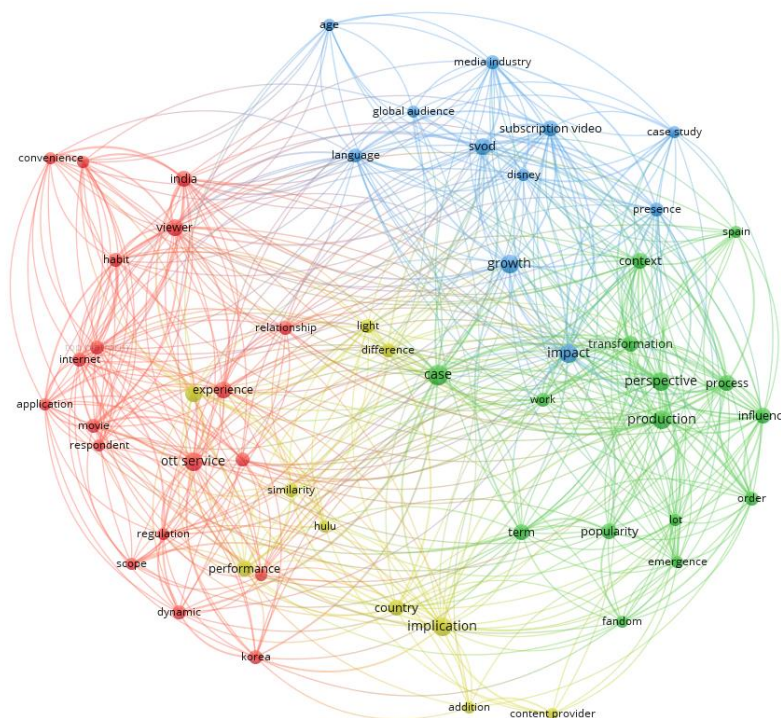 age
media industry
global audience
subscription video
case study
svod
language
convenience
disney
india
presence
viewer
spain
habit
context
growth
light
relationship
transformation
difference
impact
internet
case
perspective
process
experience
work
application
influenc
movie
production
respondent
ott service
similarity
order
lot
hulu
term
popularity
regulation
scope
emergence
performance
country
dynamic
fandom
implication
korea
addition
content provider